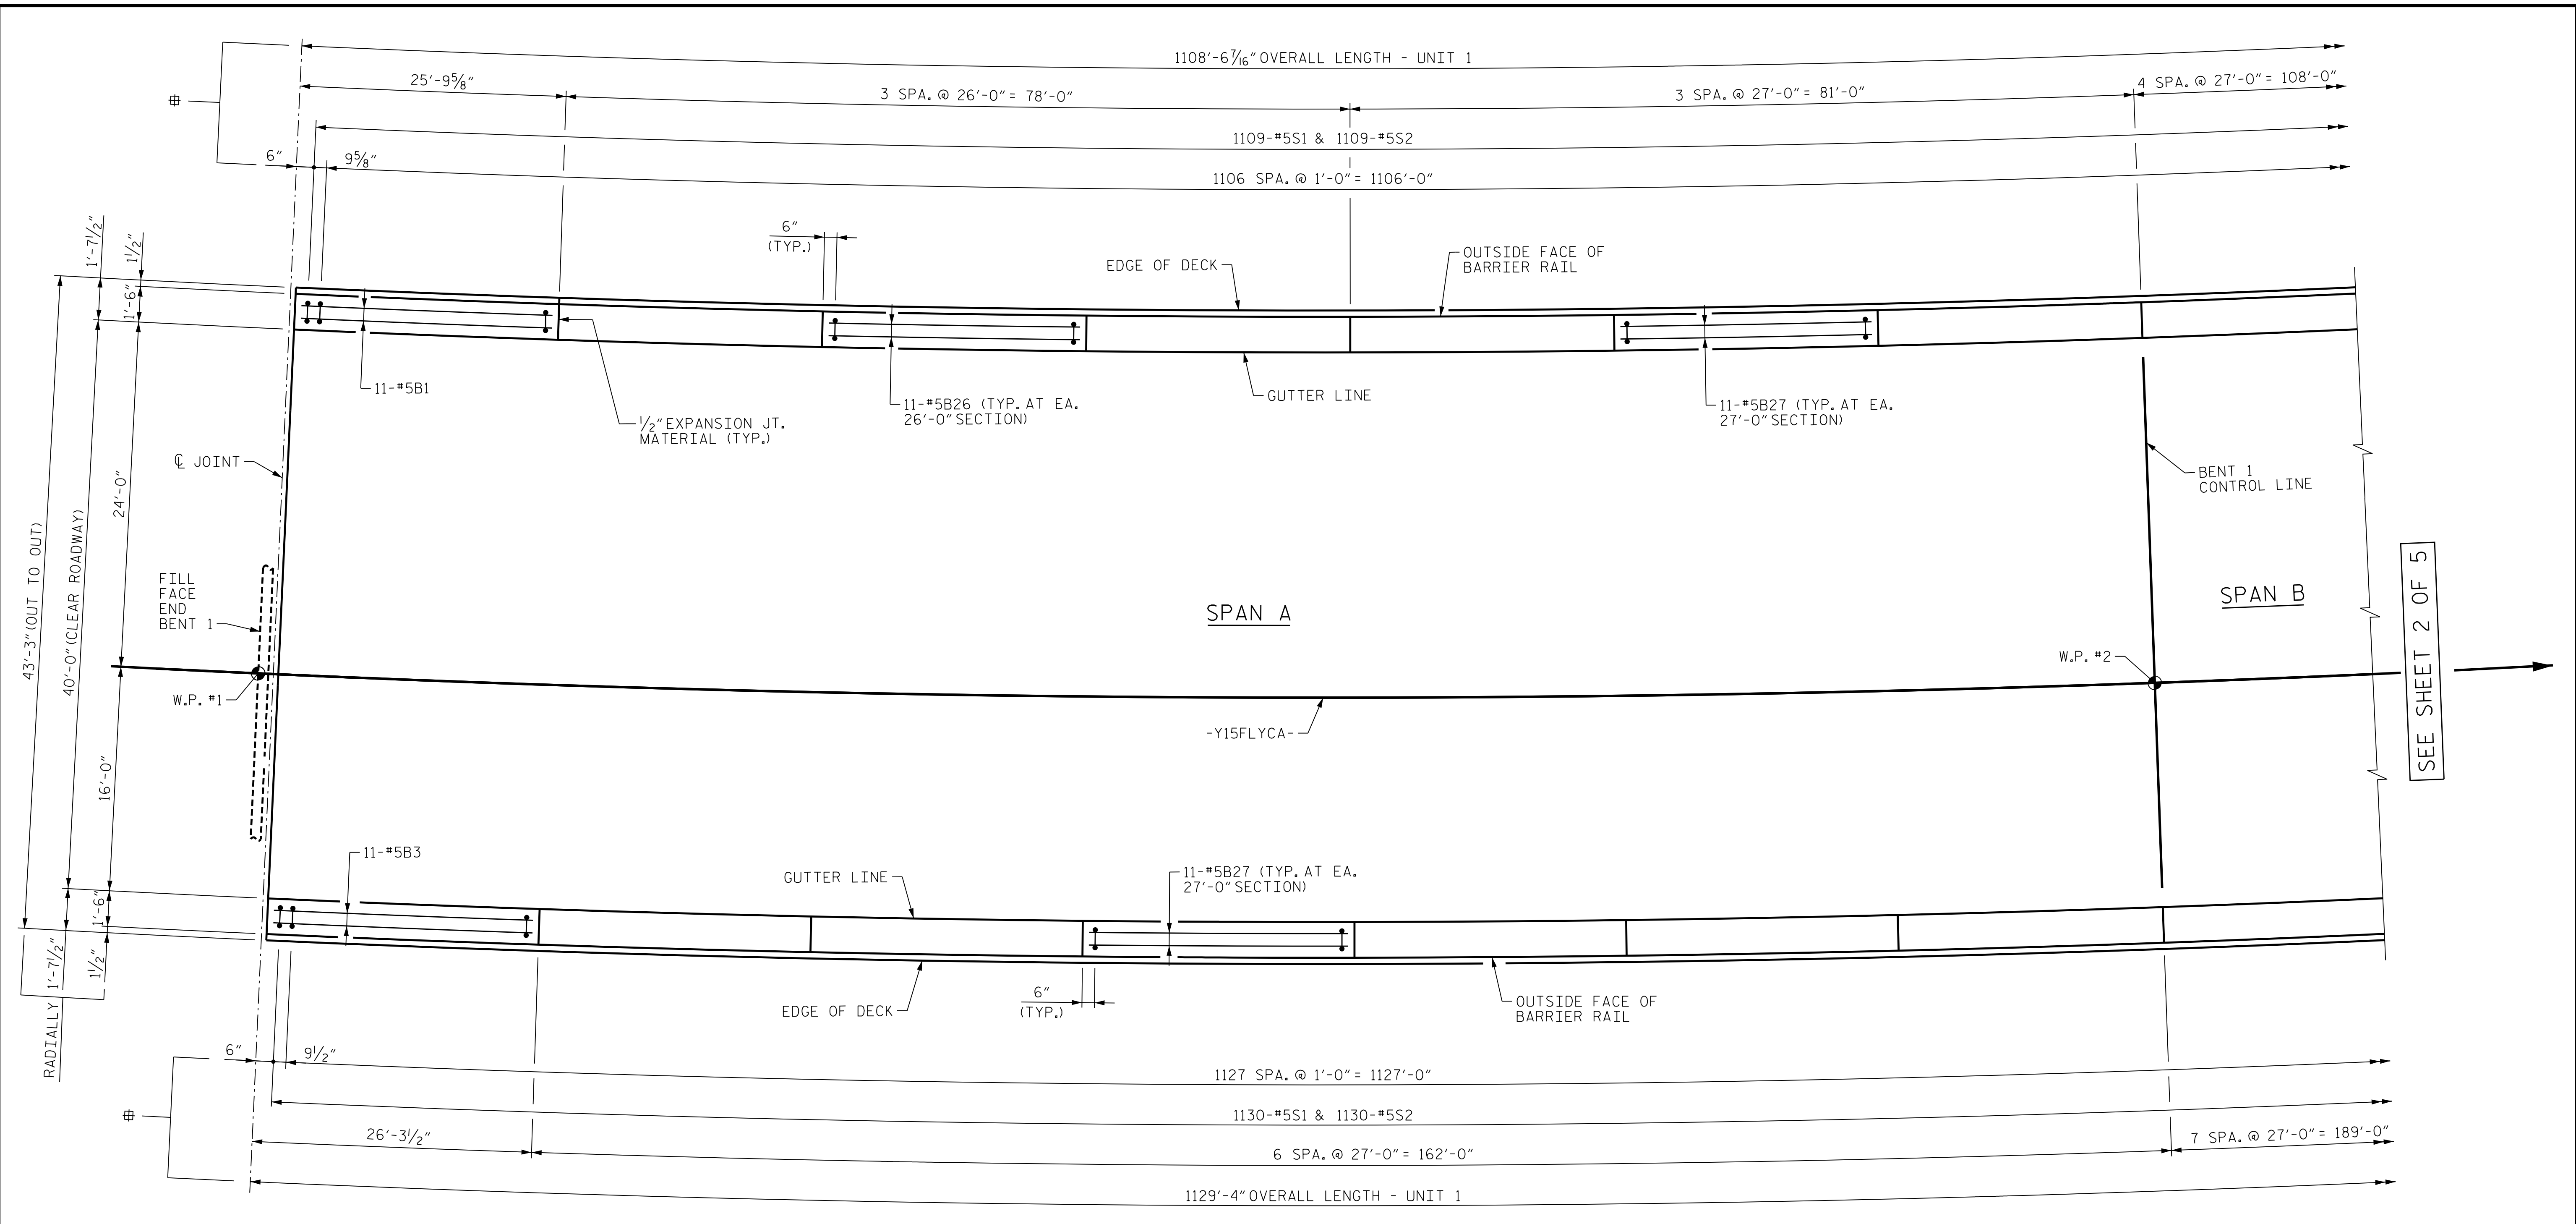 1108'-6 7/16" OVERALL LENGTH - UNIT 1
25'-9 5/8"
3 SPA. @ 26'-0" = 78'-0"
3 SPA. @ 27'-0" = 81'-0"
4 SPA. @ 27'-0" = 108'-0"
1109-#5S1 & 1109-#5S2
6"
9 5/8"
1106 SPA. @ 1'-0" = 1106'-0"
1'-7 1/2"
1 1/2"
1'-6"
6"
(TYP.)
EDGE OF DECK
OUTSIDE FACE OF
BARRIER RAIL
11-#5B1
1/2" EXPANSION JT.
MATERIAL (TYP.)
11-#5B26 (TYP. AT EA.
26'-0" SECTION)
GUTTER LINE
11-#5B27 (TYP. AT EA.
27'-0" SECTION)
℄ JOINT
BENT 1
CONTROL LINE
24'-0"
43'-3" (OUT TO OUT)
40'-0" (CLEAR ROADWAY)
FILL
FACE
END
BENT 1
SPAN A
SPAN B
SEE SHEET 2 OF 5
W.P. #1
W.P. #2
-Y15FLYCA-
16'-0"
11-#5B3
GUTTER LINE
11-#5B27 (TYP. AT EA.
27'-0" SECTION)
1'-6"
1 1/2"
RADIALLY 1'-7 1/2"
6"
(TYP.)
EDGE OF DECK
OUTSIDE FACE OF
BARRIER RAIL
6"
9 1/2"
1127 SPA. @ 1'-0" = 1127'-0"
1130-#5S1 & 1130-#5S2
26'-3 1/2"
6 SPA. @ 27'-0" = 162'-0"
7 SPA. @ 27'-0" = 189'-0"
1129'-4" OVERALL LENGTH - UNIT 1